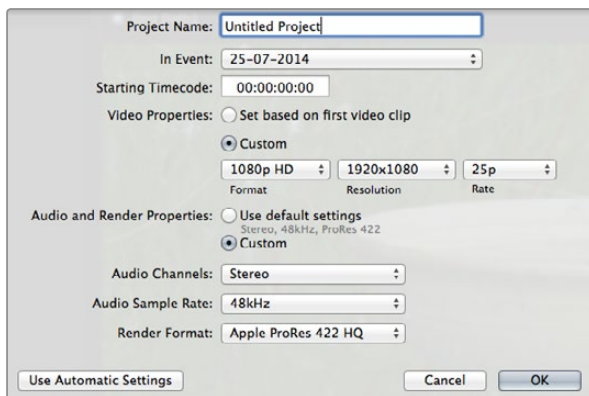 Project Name: Untitled Project
In Event: 25-07-2014
Starting Timecode: 00:00:00:00
Video Properties: Set based on first video clip
Custom
1080p HD 1920x1080 25p
Format Resolution Rate
Audio and Render Properties: Use default settings
Stereo, 48kHz, ProRes 422
Custom
Audio Channels: Stereo
Audio Sample Rate: 48kHz
Render Format: Apple ProRes 422 HQ
Use Automatic Settings Cancel OK